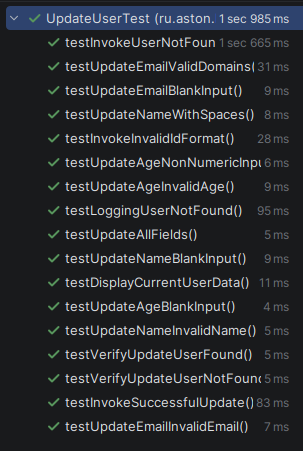 UpdateUserTest (ru.aston. 1 sec 985 ms
testInvokeUserNotFoun 1 sec 665 ms
testUpdateEmailValidDomains( 31 ms
testUpdateEmailBlankInput() 9 ms
testUpdateNameWithSpaces() 8 ms
testInvokeInvalidIdFormat() 28 ms
testUpdateAgeNonNumericInpu 6 ms
testUpdateAgeInvalidAge() 9 ms
testLoggingUserNotFound() 95 ms
testUpdateAllFields() 5 ms
testUpdateNameBlankInput() 9 ms
testDisplayCurrentUserData() 11 ms
testUpdateAgeBlankInput() 4 ms
testUpdateNameInvalidName() 5 ms
testVerifyUpdateUserFound() 5 ms
testVerifyUpdateUserNotFound 5 ms
testInvokeSuccessfulUpdate() 83 ms
testUpdateEmailInvalidEmail() 7 ms